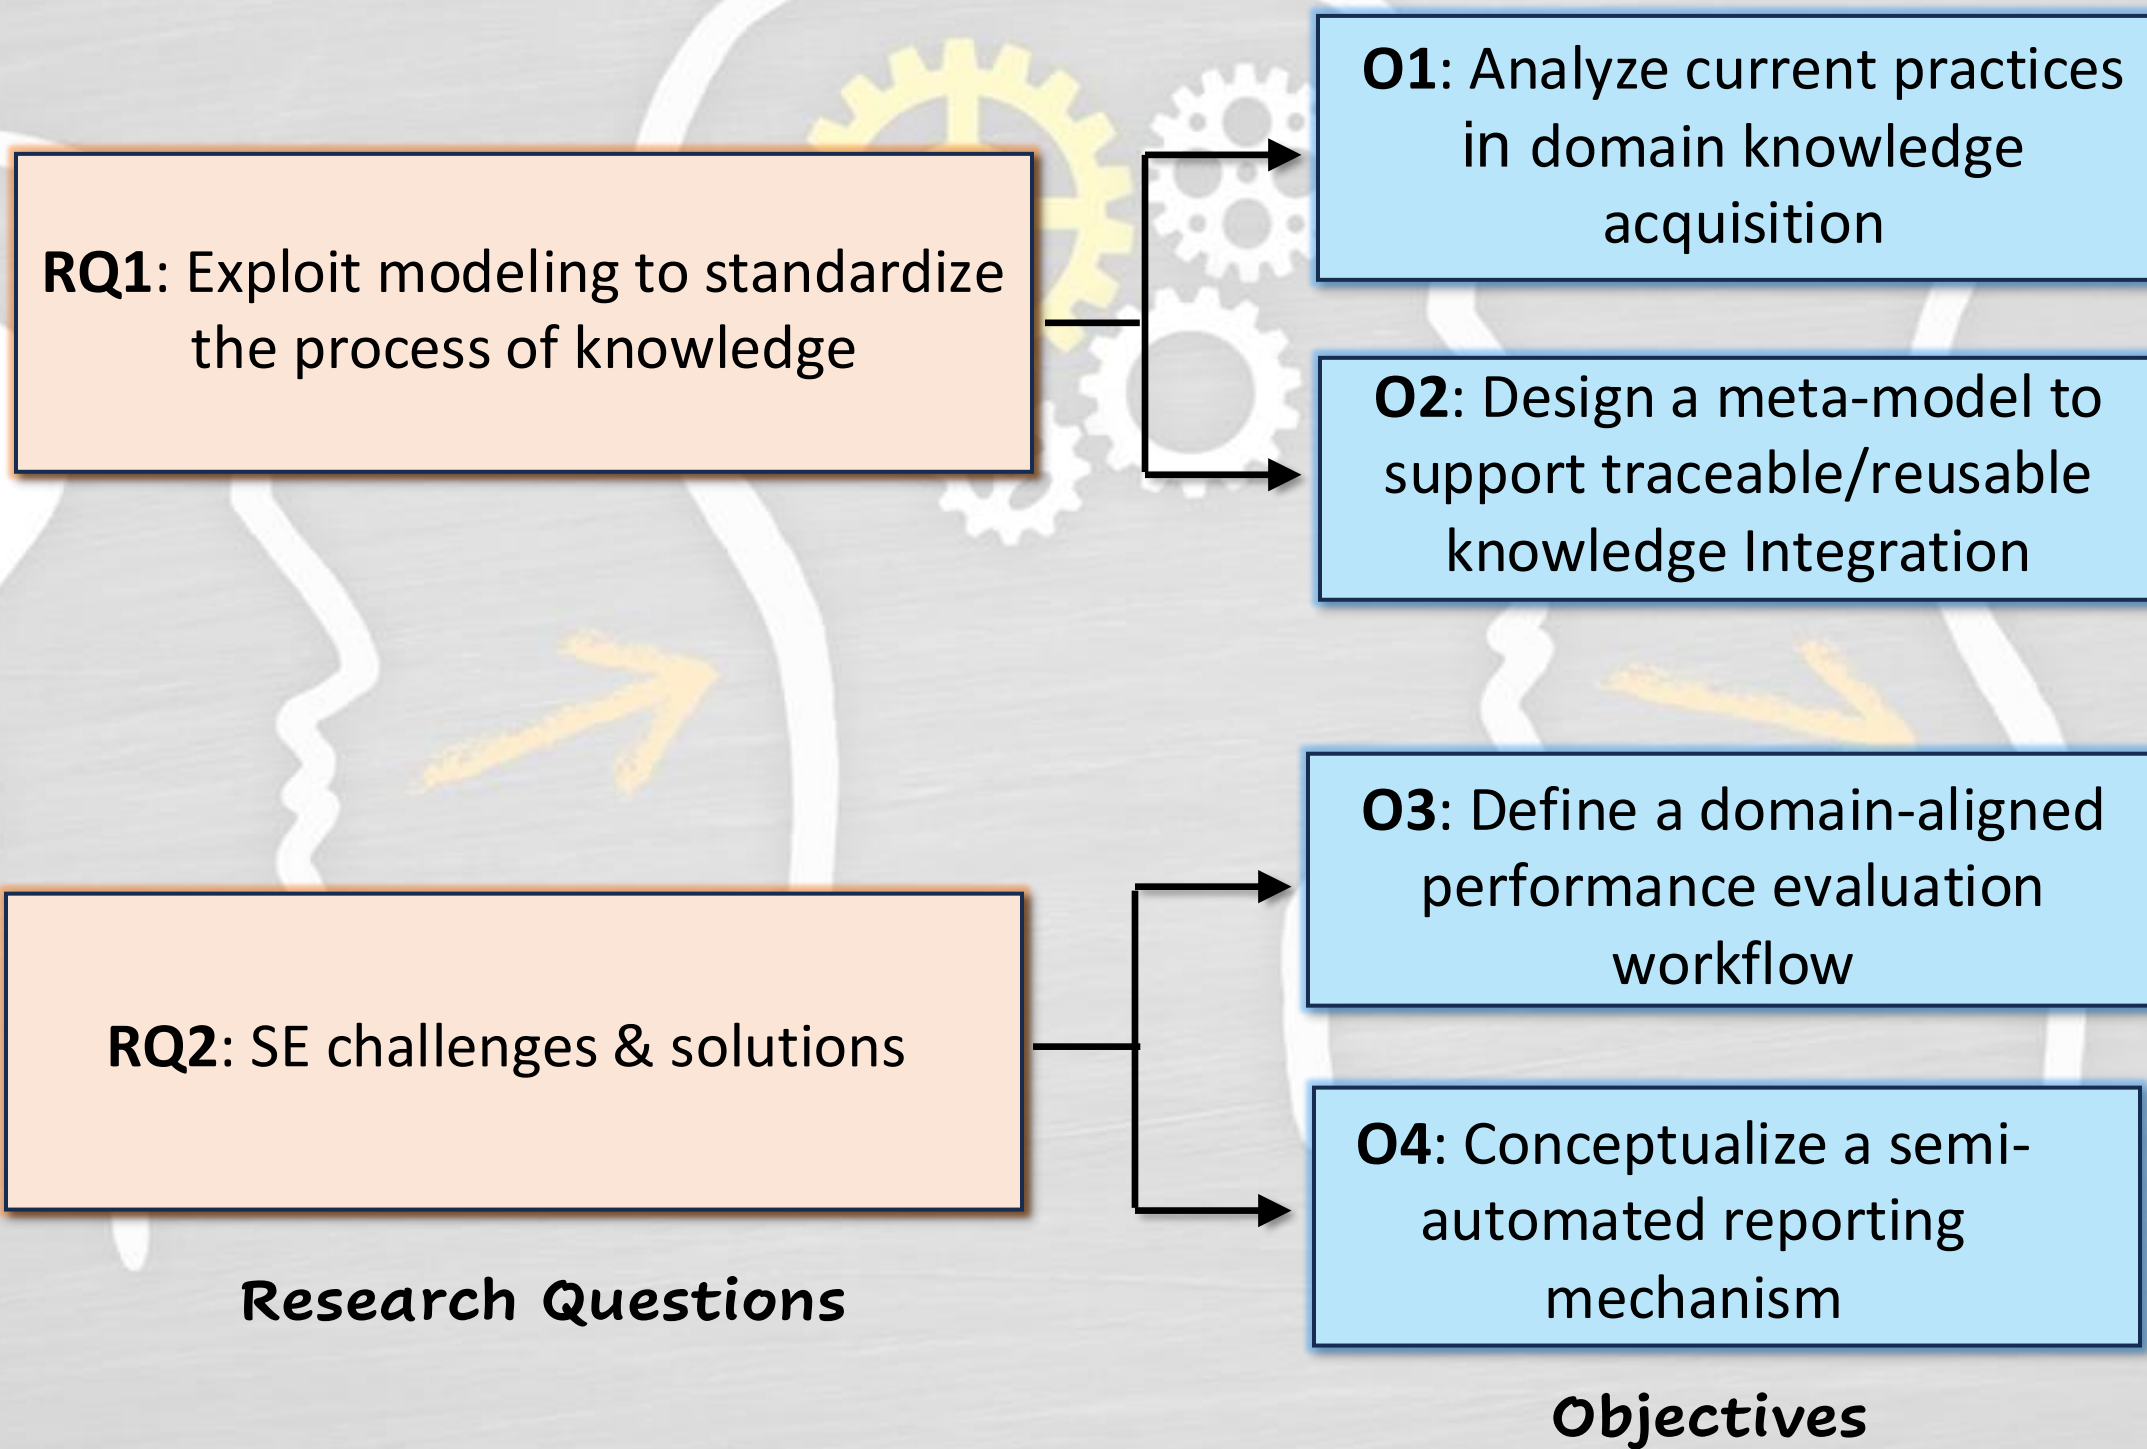 RQ1: Exploit modeling to standardize
the process of knowledge
O1: Analyze current practices
in domain knowledge
acquisition
O2: Design a meta-model to
support traceable/reusable
knowledge Integration
RQ2: SE challenges & solutions
O3: Define a domain-aligned
performance evaluation
workflow
O4: Conceptualize a semi-
automated reporting
mechanism
Research Questions
Objectives